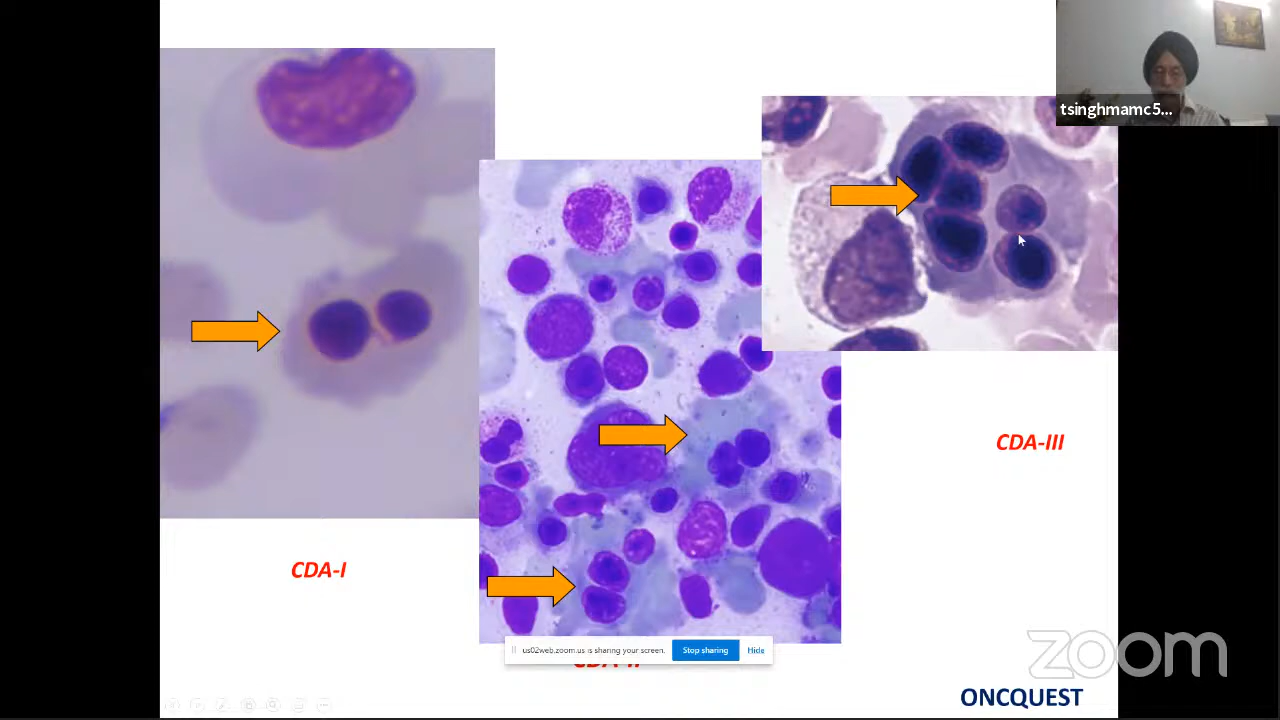 tsinghmamc5...
CDA-III
CDA-I
us02web.zoom.us is sharing your screen.
Stop sharing
Hide
zoom
ONCQUEST